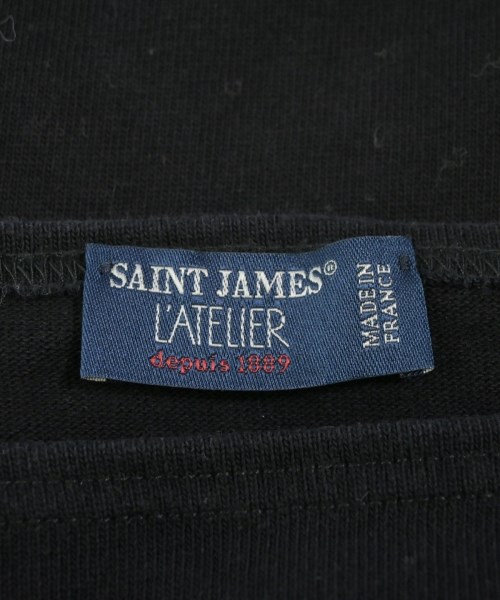 SAINT JAMES®
L'ATELIER
depuis 1889
MADE IN
FRANCE